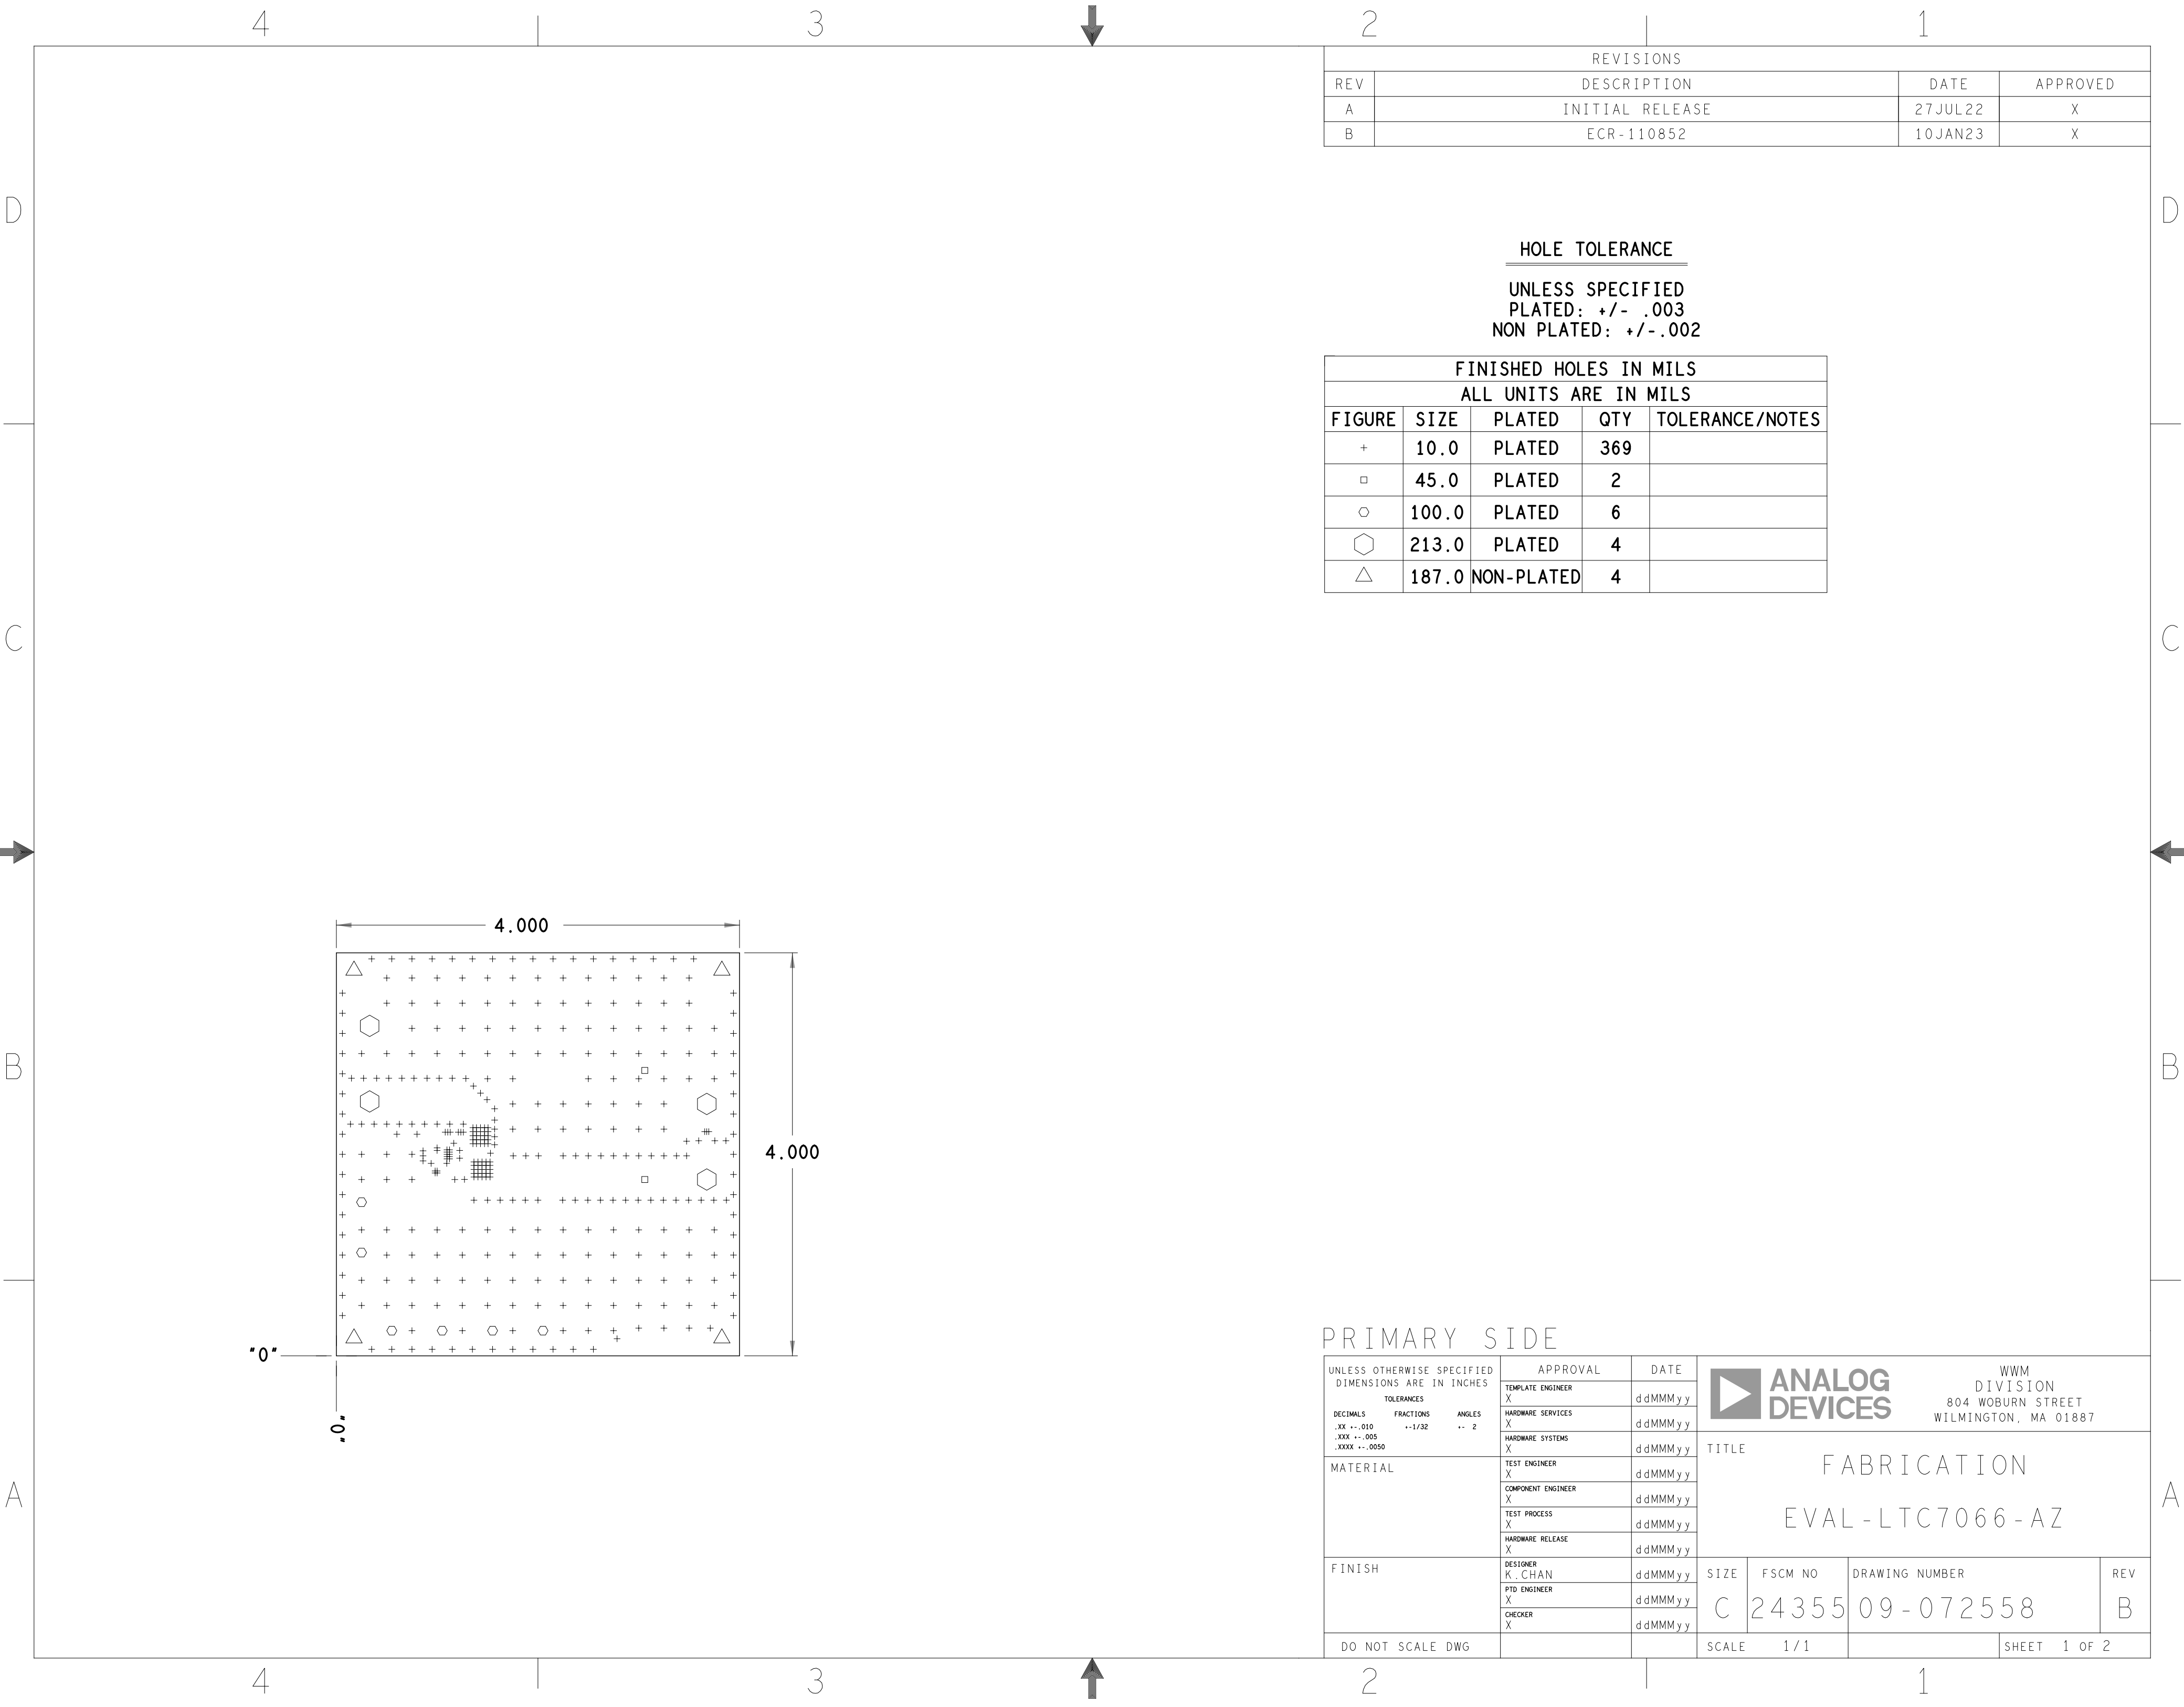 4 3 2 1
REVISIONS
REV DESCRIPTION DATE APPROVED
A INITIAL RELEASE 27JUL22 X
B ECR-110852 10JAN23 X
D D
HOLE TOLERANCE
UNLESS SPECIFIED
PLATED: +/- .003
NON PLATED: +/-.002
FINISHED HOLES IN MILS
ALL UNITS ARE IN MILS
FIGURE SIZE PLATED QTY TOLERANCE/NOTES
10.0 PLATED 369
45.0 PLATED 2
100.0 PLATED 6
213.0 PLATED 4
187.0 NON-PLATED 4
C C
4.000
B B
4.000
"0"
"0"
PRIMARY SIDE
UNLESS OTHERWISE SPECIFIED
DIMENSIONS ARE IN INCHES
TOLERANCES
DECIMALS FRACTIONS ANGLES
.XX +-.010 +-1/32 +- 2
.XXX +-.005
.XXXX +-.0050
MATERIAL
FINISH
DO NOT SCALE DWG
APPROVAL DATE
TEMPLATE ENGINEER
X ddMMMyy
HARDWARE SERVICES
X ddMMMyy
HARDWARE SYSTEMS
X ddMMMyy
TEST ENGINEER
X ddMMMyy
COMPONENT ENGINEER
X ddMMMyy
TEST PROCESS
X ddMMMyy
HARDWARE RELEASE
X ddMMMyy
DESIGNER
K.CHAN ddMMMyy
PTD ENGINEER
X ddMMMyy
CHECKER
X ddMMMyy
ANALOG
DEVICES
WWM
DIVISION
804 WOBURN STREET
WILMINGTON, MA 01887
TITLE
FABRICATION
EVAL-LTC7066-AZ
SIZE FSCM NO DRAWING NUMBER REV
C 24355 09-072558 B
SCALE 1/1 SHEET 1 OF 2
A A
4 3 2 1